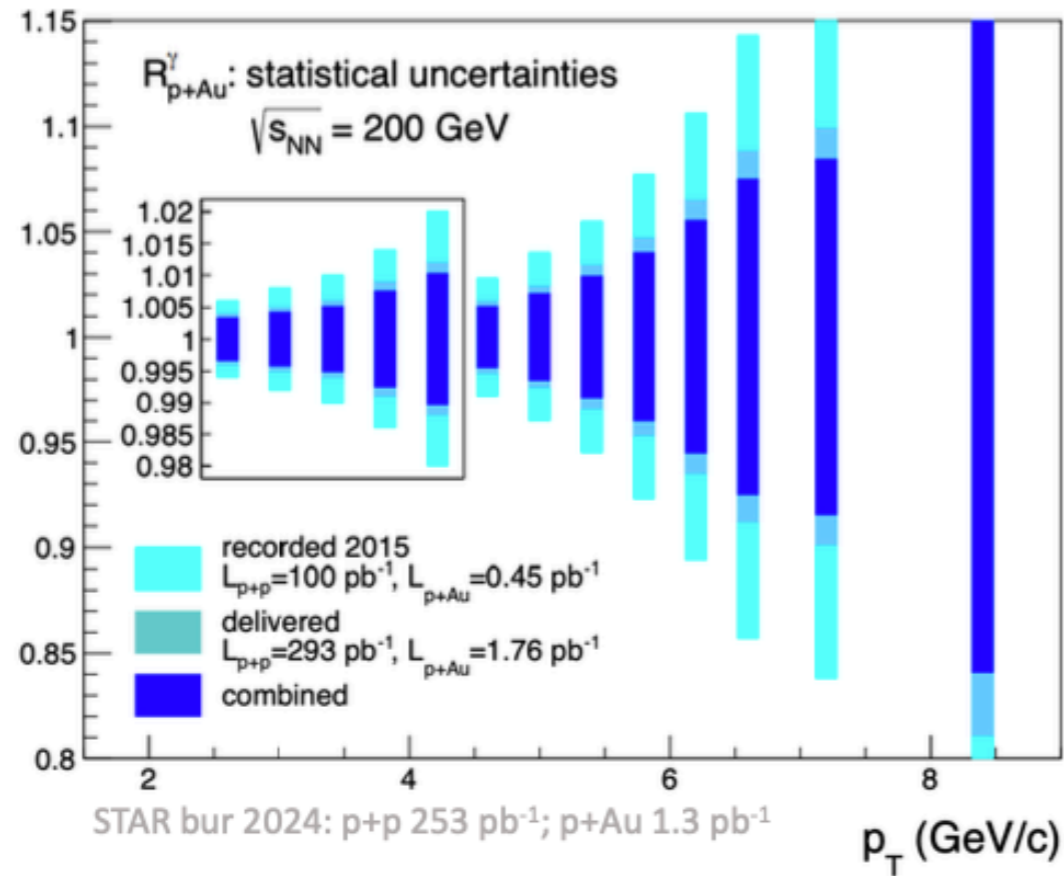 R^γ_p+Au: statistical uncertainties
√s_NN = 200 GeV
1.15
1.1
1.05
1
0.95
0.9
0.85
0.8
1.02
1.015
1.01
1.005
1
0.995
0.99
0.985
0.98
recorded 2015
L_p+p=100 pb⁻¹, L_p+Au=0.45 pb⁻¹
delivered
L_p+p=293 pb⁻¹, L_p+Au=1.76 pb⁻¹
combined
2 4 6 8
STAR bur 2024: p+p 253 pb⁻¹; p+Au 1.3 pb⁻¹
p_T (GeV/c)